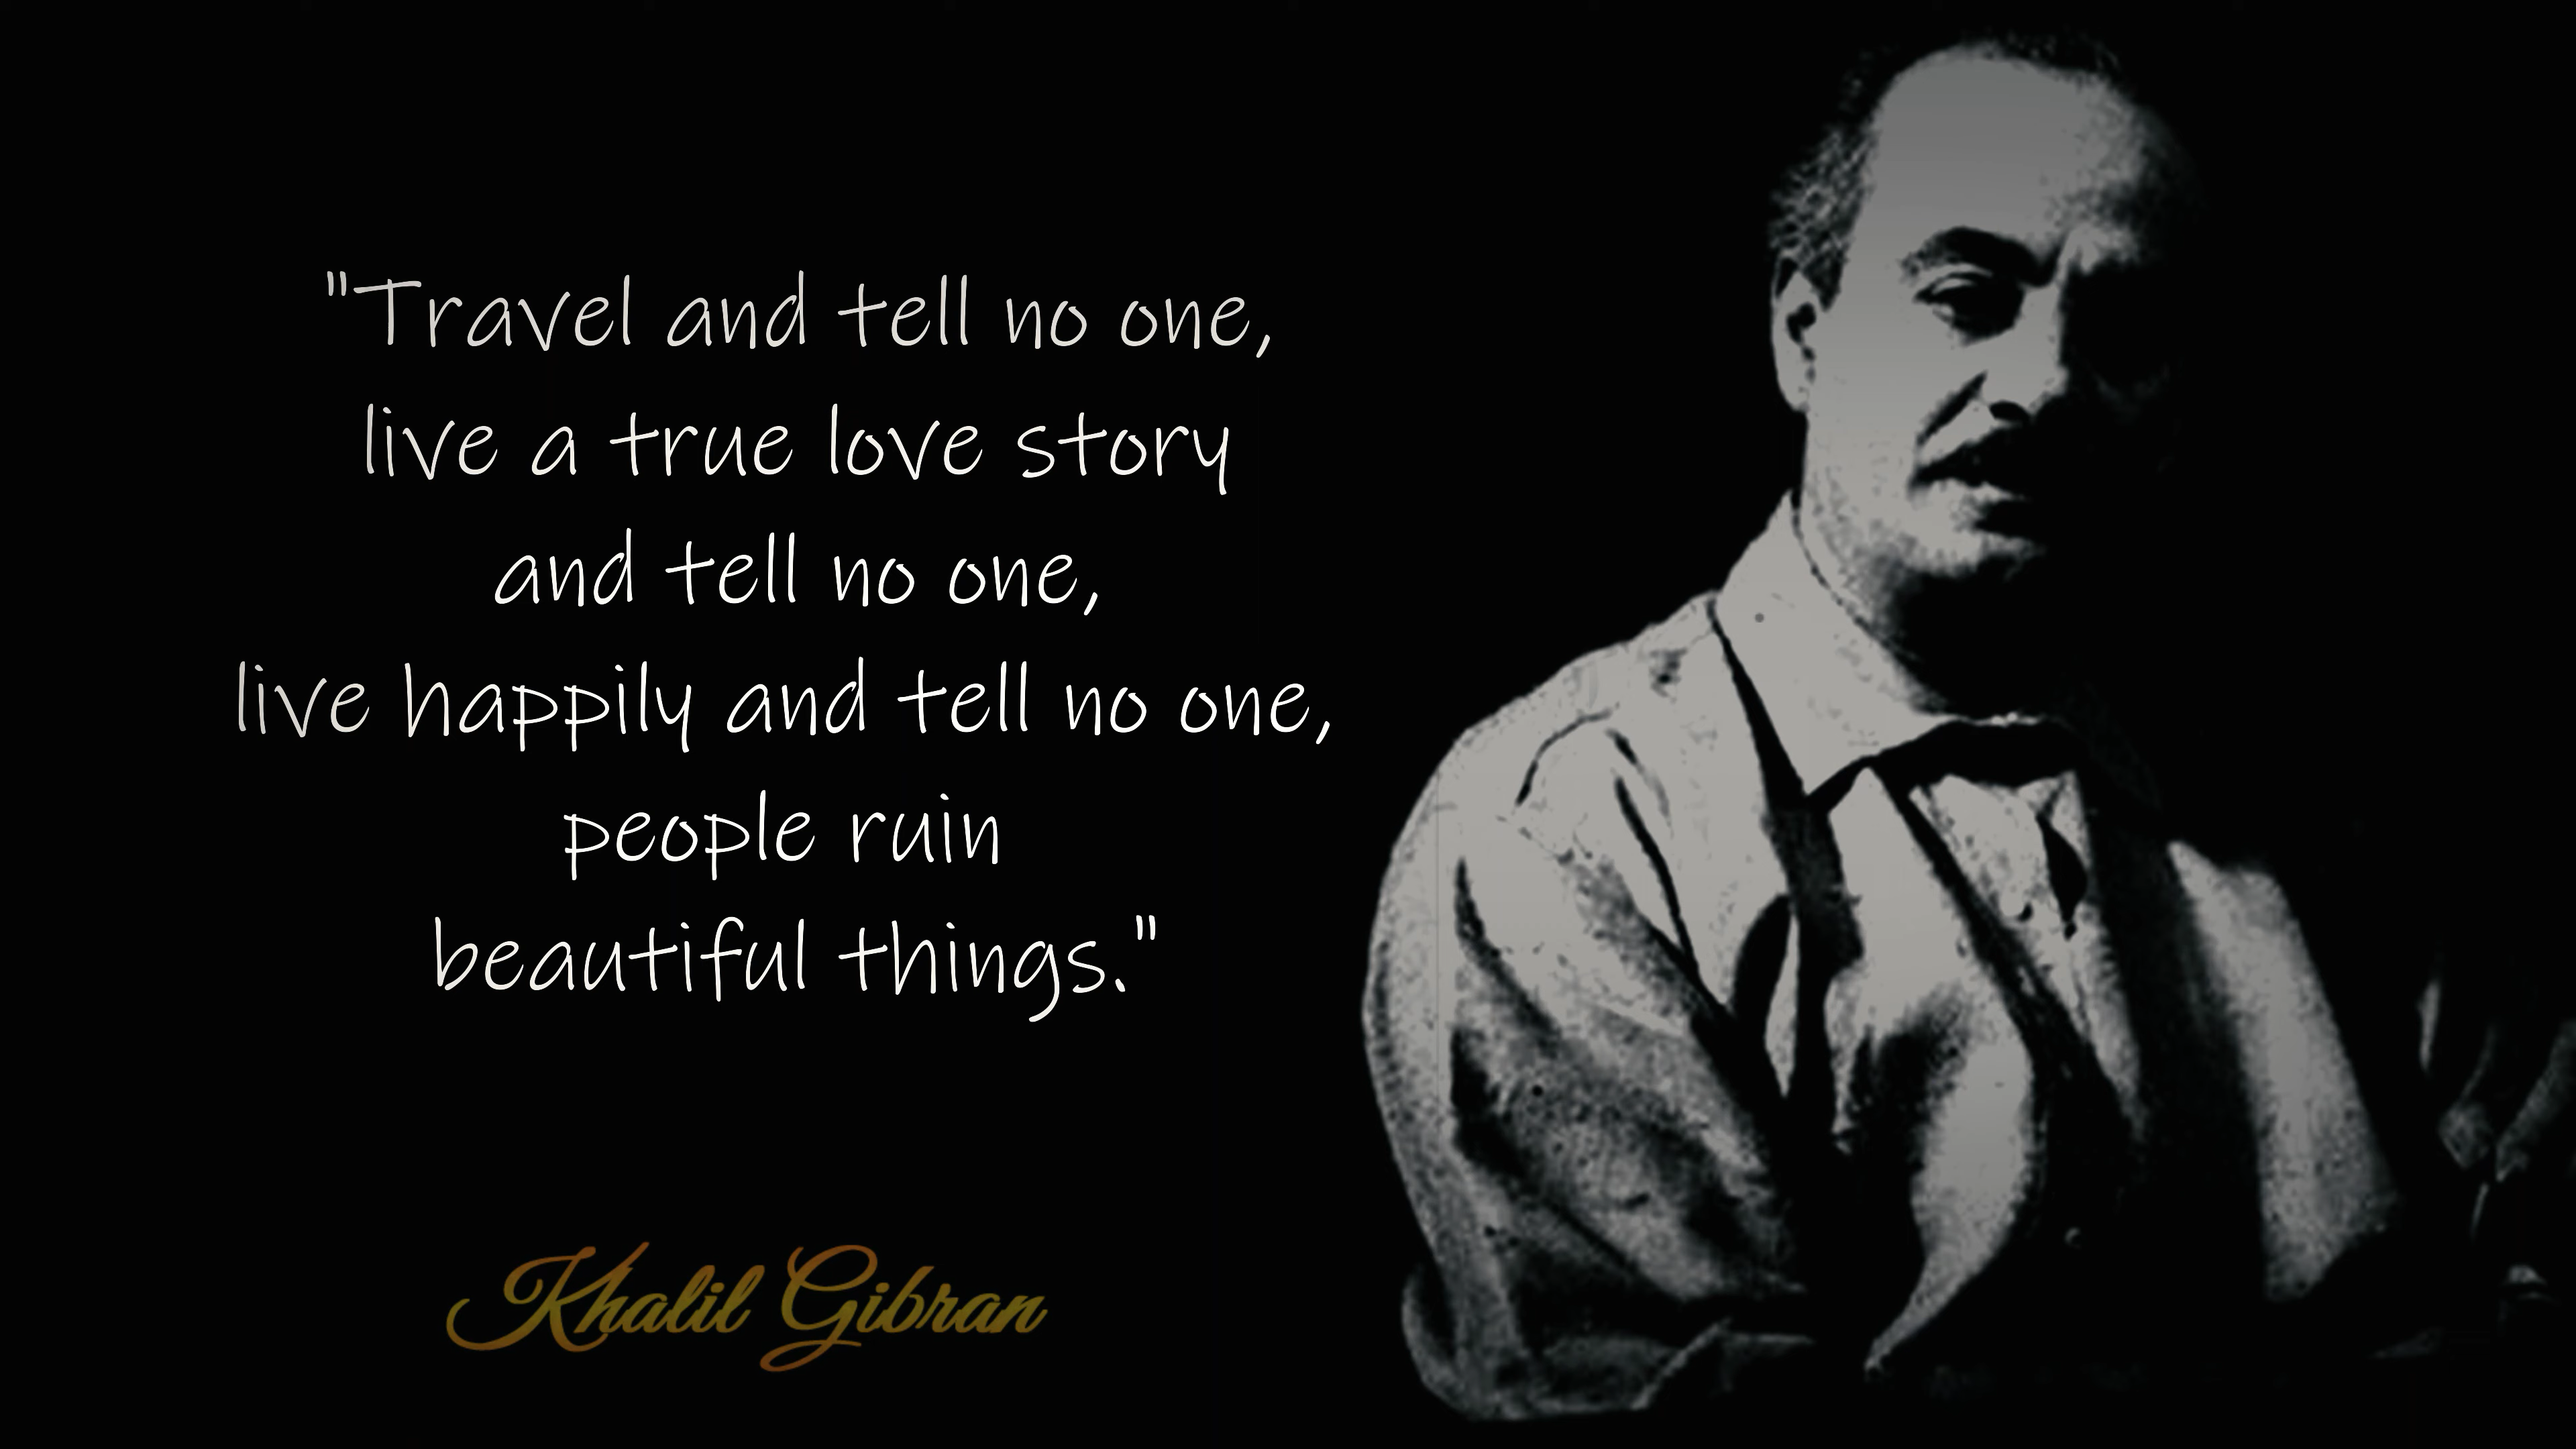 "Travel and tell no one,
live a true love story
and tell no one,
live happily and tell no one,
people ruin
beautiful things."
Khalil Gibran